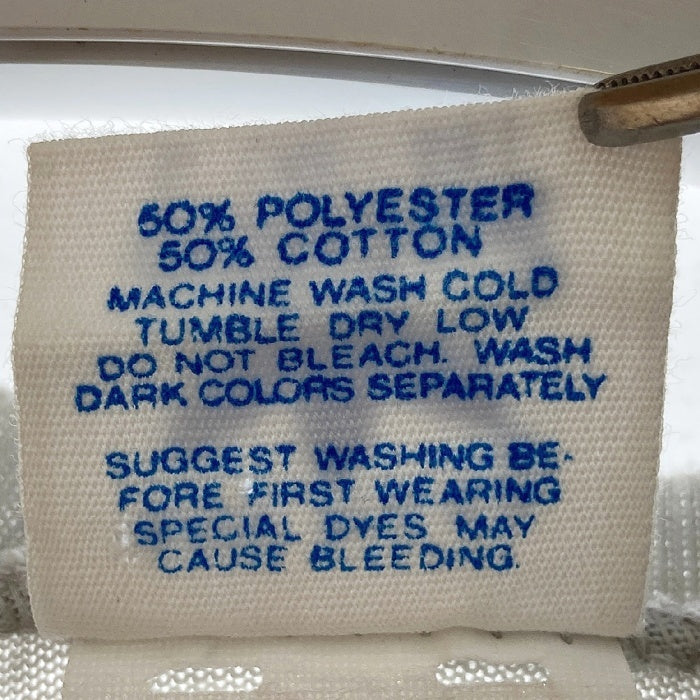 50% POLYESTER
50% COTTON
MACHINE WASH COLD
TUMBLE DRY LOW
DO NOT BLEACH. WASH
DARK COLORS SEPARATELY
SUGGEST WASHING BE-
FORE FIRST WEARING
SPECIAL DYES MAY
CAUSE BLEEDING.